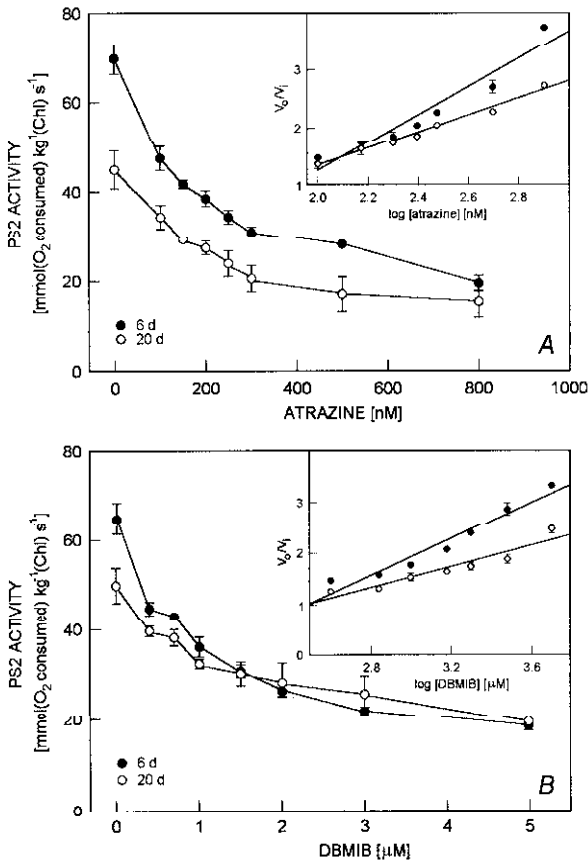 A
80
60
40
20
0
PS2 ACTIVITY
[mmol(O₂ consumed) kg⁻¹(Chl) s⁻¹]
0 200 400 600 800 1000
ATRAZINE [nM]
● 6 d
○ 20 d
A
3
2
1
V₀/Vᵢ
2.0 2.2 2.4 2.6 2.8
log [atrazine] [nM]
B
80
60
40
20
0
PS2 ACTIVITY
[mmol(O₂ consumed) kg⁻¹(Chl) s⁻¹]
0 1 2 3 4 5
DBMIB [µM]
● 6 d
○ 20 d
B
3
2
1
0
V₀/Vᵢ
2.8 3.2 3.6
log [DBMIB] [µM]